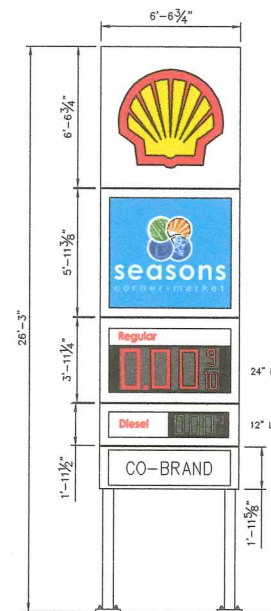 6'-6¾"
6'-6¾"
5'-11⅜"
seasons
corner-market
26'-3"
3'-11¼"
Regular
0.00 9
10
24"
Diesel
12"
1'-11½"
CO-BRAND
1'-11⅝"